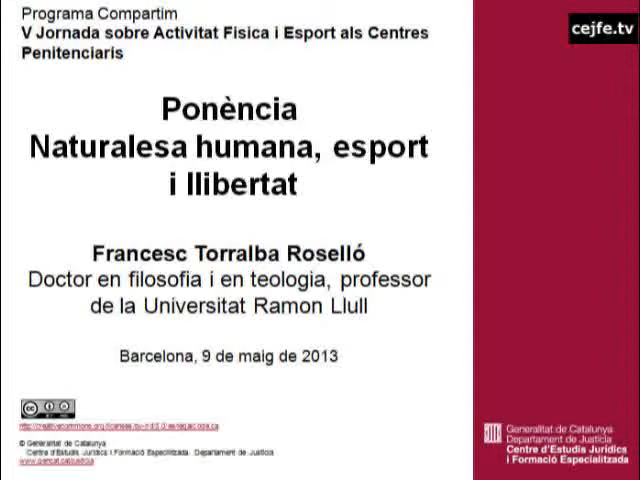 Programa Compartim
V Jornada sobre Activitat Física i Esport als Centres
Penitenciaris
cejfe.tv
Ponència
Naturalesa humana, esport
i llibertat
Francesc Torralba Roselló
Doctor en filosofia i en teologia, professor
de la Universitat Ramon Llull
Barcelona, 9 de maig de 2013
© Generalitat de Catalunya
Centre d'Estudis Jurídics i Formació Especialitzada. Departament de Justícia
Generalitat de Catalunya
Departament de Justícia
Centre d'Estudis Jurídics
i Formació Especialitzada